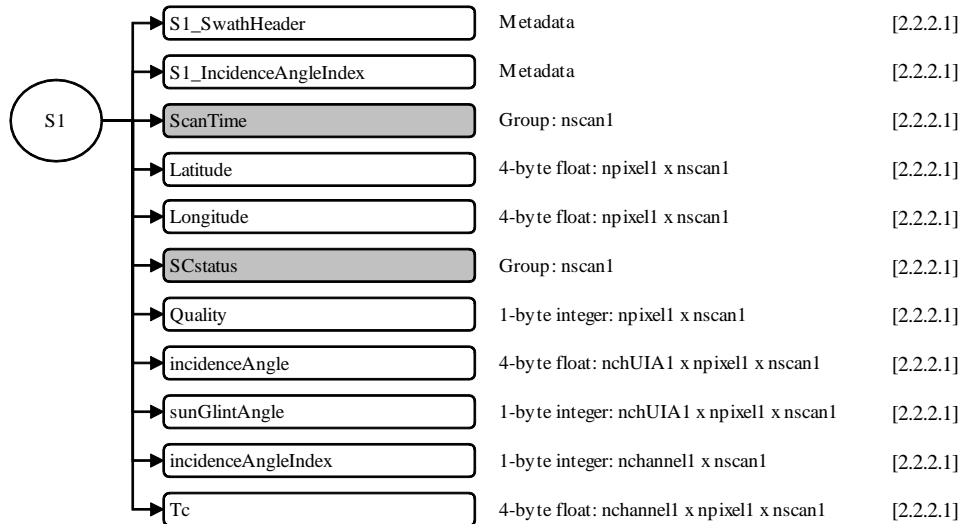 S1_SwathHeader Metadata [2.2.2.1]
S1_IncidenceAngleIndex Metadata [2.2.2.1]
S1 ScanTime Group: nscan1 [2.2.2.1]
Latitude 4-byte float: npixel1 x nscan1 [2.2.2.1]
Longitude 4-byte float: npixel1 x nscan1 [2.2.2.1]
SCstatus Group: nscan1 [2.2.2.1]
Quality 1-byte integer: npixel1 x nscan1 [2.2.2.1]
incidenceAngle 4-byte float: nchUIA1 x npixel1 x nscan1 [2.2.2.1]
sunGlintAngle 1-byte integer: nchUIA1 x npixel1 x nscan1 [2.2.2.1]
incidenceAngleIndex 1-byte integer: nchannel1 x nscan1 [2.2.2.1]
Tc 4-byte float: nchannel1 x npixel1 x nscan1 [2.2.2.1]